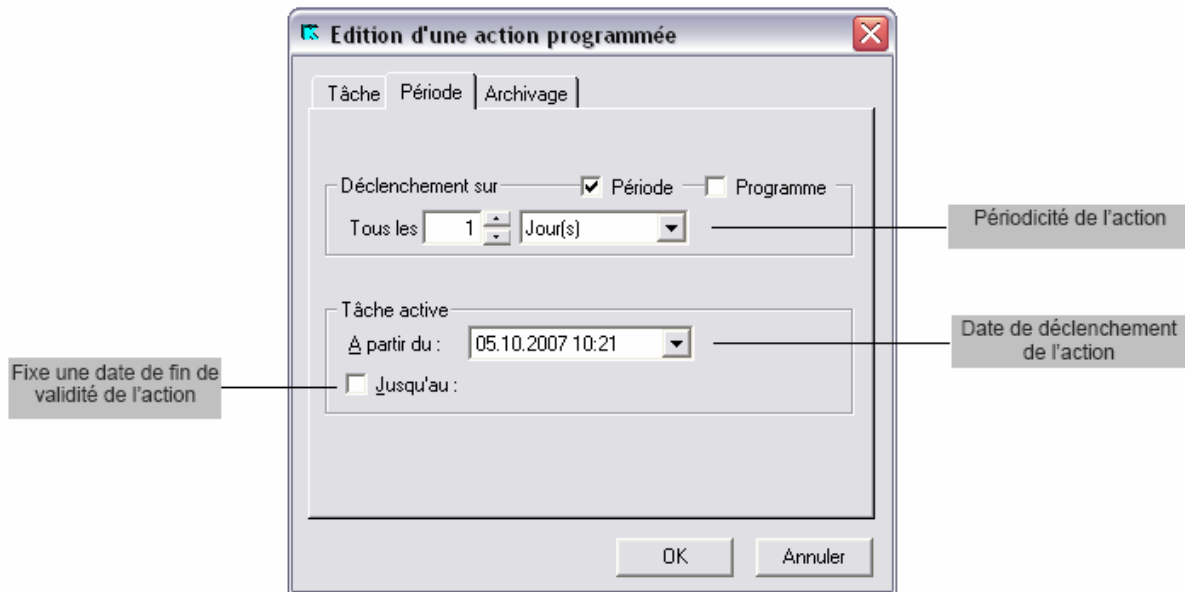 Edition d'une action programmée
Tâche Période Archivage
Déclenchement sur Période Programme
Tous les 1 Jour(s)
Périodicité de l'action
Tâche active
A partir du : 05.10.2007 10:21
Date de déclenchement
de l'action
Fixe une date de fin de
validité de l'action
Jusqu'au :
OK Annuler